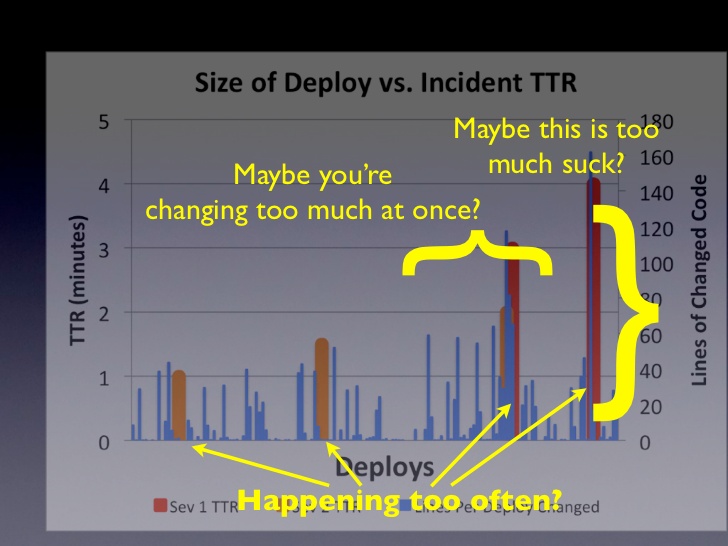 Size of Deploy vs. Incident TTR
Maybe this is too
much suck?
Maybe you're
changing too much at once?
5
4
3
2
1
0
TTR (minutes)
180
160
140
120
100
80
60
40
20
0
Lines of Changed Code
Deploys
Happening too often?
Sev 1 TTR
TTR
Lines Per Deploy Changed